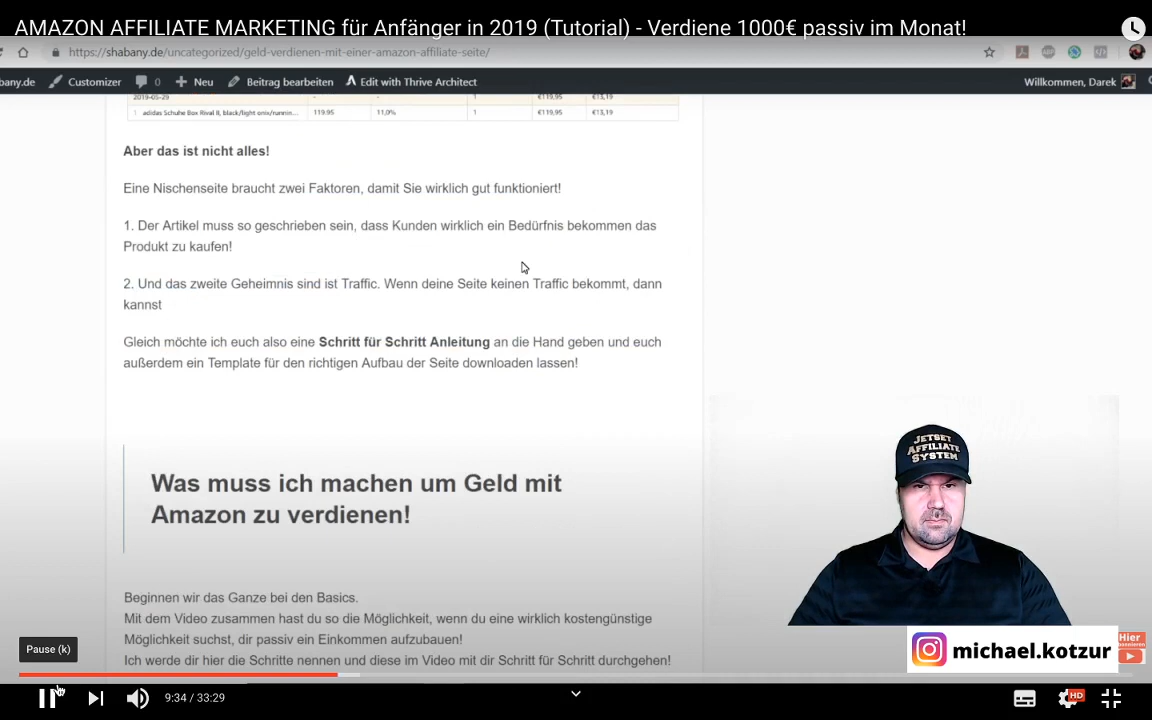 AMAZON AFFILIATE MARKETING für Anfänger in 2019 (Tutorial) - Verdiene 1000€ passiv im Monat!
https://shabany.de/uncategorized/geld-verdienen-mit-einer-amazon-affiliate-seite/
any.de Customizer 0 Neu Beitrag bearbeiten Edit with Thrive Architect Willkommen, Darek
2019-05-29 - - 1 €119,95 €13,19
1 adidas Schuhe Box Rival II, black/light onix/runnin... 119.95 11,0% 1 €119,95 €13,19
Aber das ist nicht alles!
Eine Nischenseite braucht zwei Faktoren, damit Sie wirklich gut funktioniert!
1. Der Artikel muss so geschrieben sein, dass Kunden wirklich ein Bedürfnis bekommen das
Produkt zu kaufen!
2. Und das zweite Geheimnis sind ist Traffic. Wenn deine Seite keinen Traffic bekommt, dann
kannst
Gleich möchte ich euch also eine Schritt für Schritt Anleitung an die Hand geben und euch
außerdem ein Template für den richtigen Aufbau der Seite downloaden lassen!
Was muss ich machen um Geld mit
Amazon zu verdienen!
JETSET
AFFILIATE
SYSTEM
Beginnen wir das Ganze bei den Basics.
Mit dem Video zusammen hast du so die Möglichkeit, wenn du eine wirklich kostengünstige
Möglichkeit suchst, dir passiv ein Einkommen aufzubauen!
Ich werde dir hier die Schritte nennen und diese im Video mit dir Schritt für Schritt durchgehen!
Pause (k)
michael.kotzur
Hier
9:34 / 33:29
HD